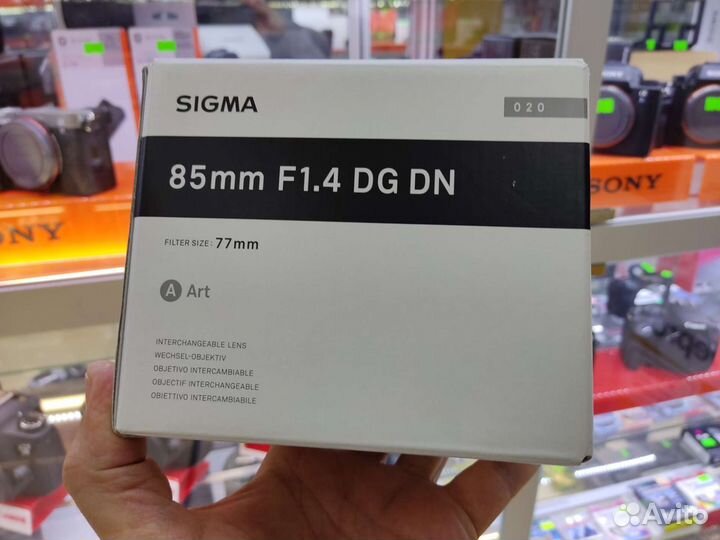 SIGMA
020
85mm F1.4 DG DN
FILTER SIZE: 77mm
A Art
INTERCHANGEABLE LENS
WECHSEL-OBJEKTIV
OBJETIVO INTERCAMBIABLE
OBJECTIF INTERCHANGEABLE
OBIETTIVO INTERCAMBIABILE
SONY
NY
SONY
Avito